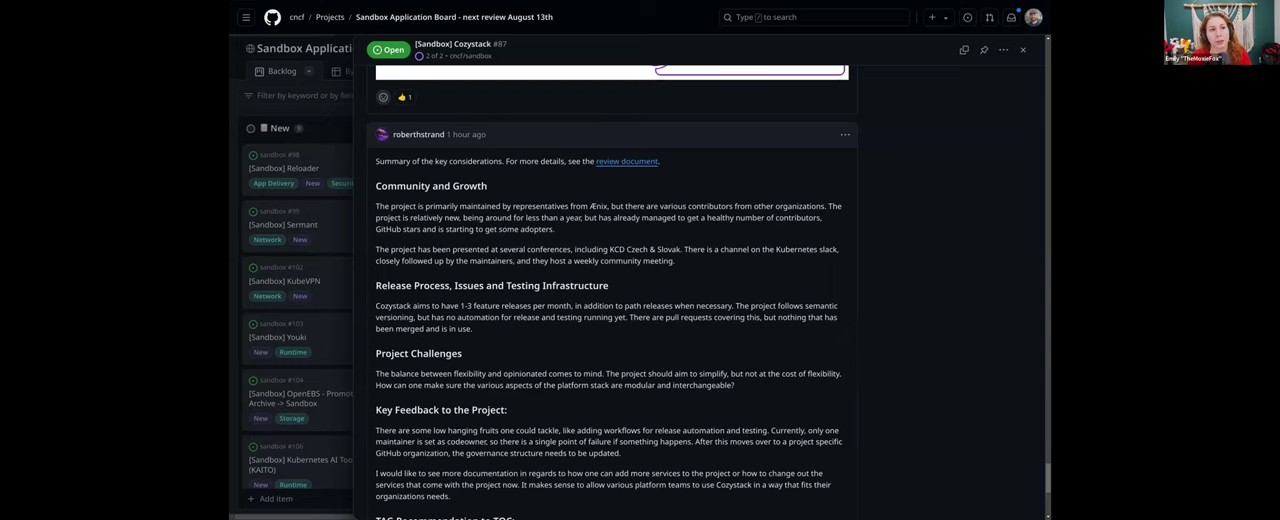 cncf / Projects / Sandbox Application Board - next review August 13th
Type / to search
Sandbox Applicati
Open
[Sandbox] Cozystack #87
2 of 2 • cncf/sandbox
Backlog
Filter by keyword or by fiel
New 9
sandbox #98
[Sandbox] Reloader
App Delivery New Securi
sandbox #99
[Sandbox] Sermant
Network New
sandbox #102
[Sandbox] KubeVPN
Network New
sandbox #103
[Sandbox] Youki
New Runtime
sandbox #104
[Sandbox] OpenEBS - Promot
Archive -> Sandbox
New Storage
sandbox #106
[Sandbox] Kubernetes AI Too
(KAITO)
New Runtime
+ Add item
👍 1
roberthstrand 1 hour ago
Summary of the key considerations. For more details, see the review document.
Community and Growth
The project is primarily maintained by representatives from Ænix, but there are various contributors from other organizations. The
project is relatively new, being around for less than a year, but has already managed to get a healthy number of contributors,
GitHub stars and is starting to get some adopters.
The project has been presented at several conferences, including KCD Czech & Slovak. There is a channel on the Kubernetes slack,
closely followed up by the maintainers, and they host a weekly community meeting.
Release Process, Issues and Testing Infrastructure
Cozystack aims to have 1-3 feature releases per month, in addition to path releases when necessary. The project follows semantic
versioning, but has no automation for release and testing running yet. There are pull requests covering this, but nothing that has
been merged and is in use.
Project Challenges
The balance between flexibility and opinionated comes to mind. The project should aim to simplify, but not at the cost of flexibility.
How can one make sure the various aspects of the platform stack are modular and interchangeable?
Key Feedback to the Project:
There are some low hanging fruits one could tackle, like adding workflows for release automation and testing. Currently, only one
maintainer is set as codeowner, so there is a single point of failure if something happens. After this moves over to a project specific
GitHub organization, the governance structure needs to be updated.
I would like to see more documentation in regards to how one can add more services to the project or how to change out the
services that come with the project now. It makes sense to allow various platform teams to use Cozystack in a way that fits their
organizations needs.
TAG Recommendation to TOC:
Emily "TheMoxieFox"